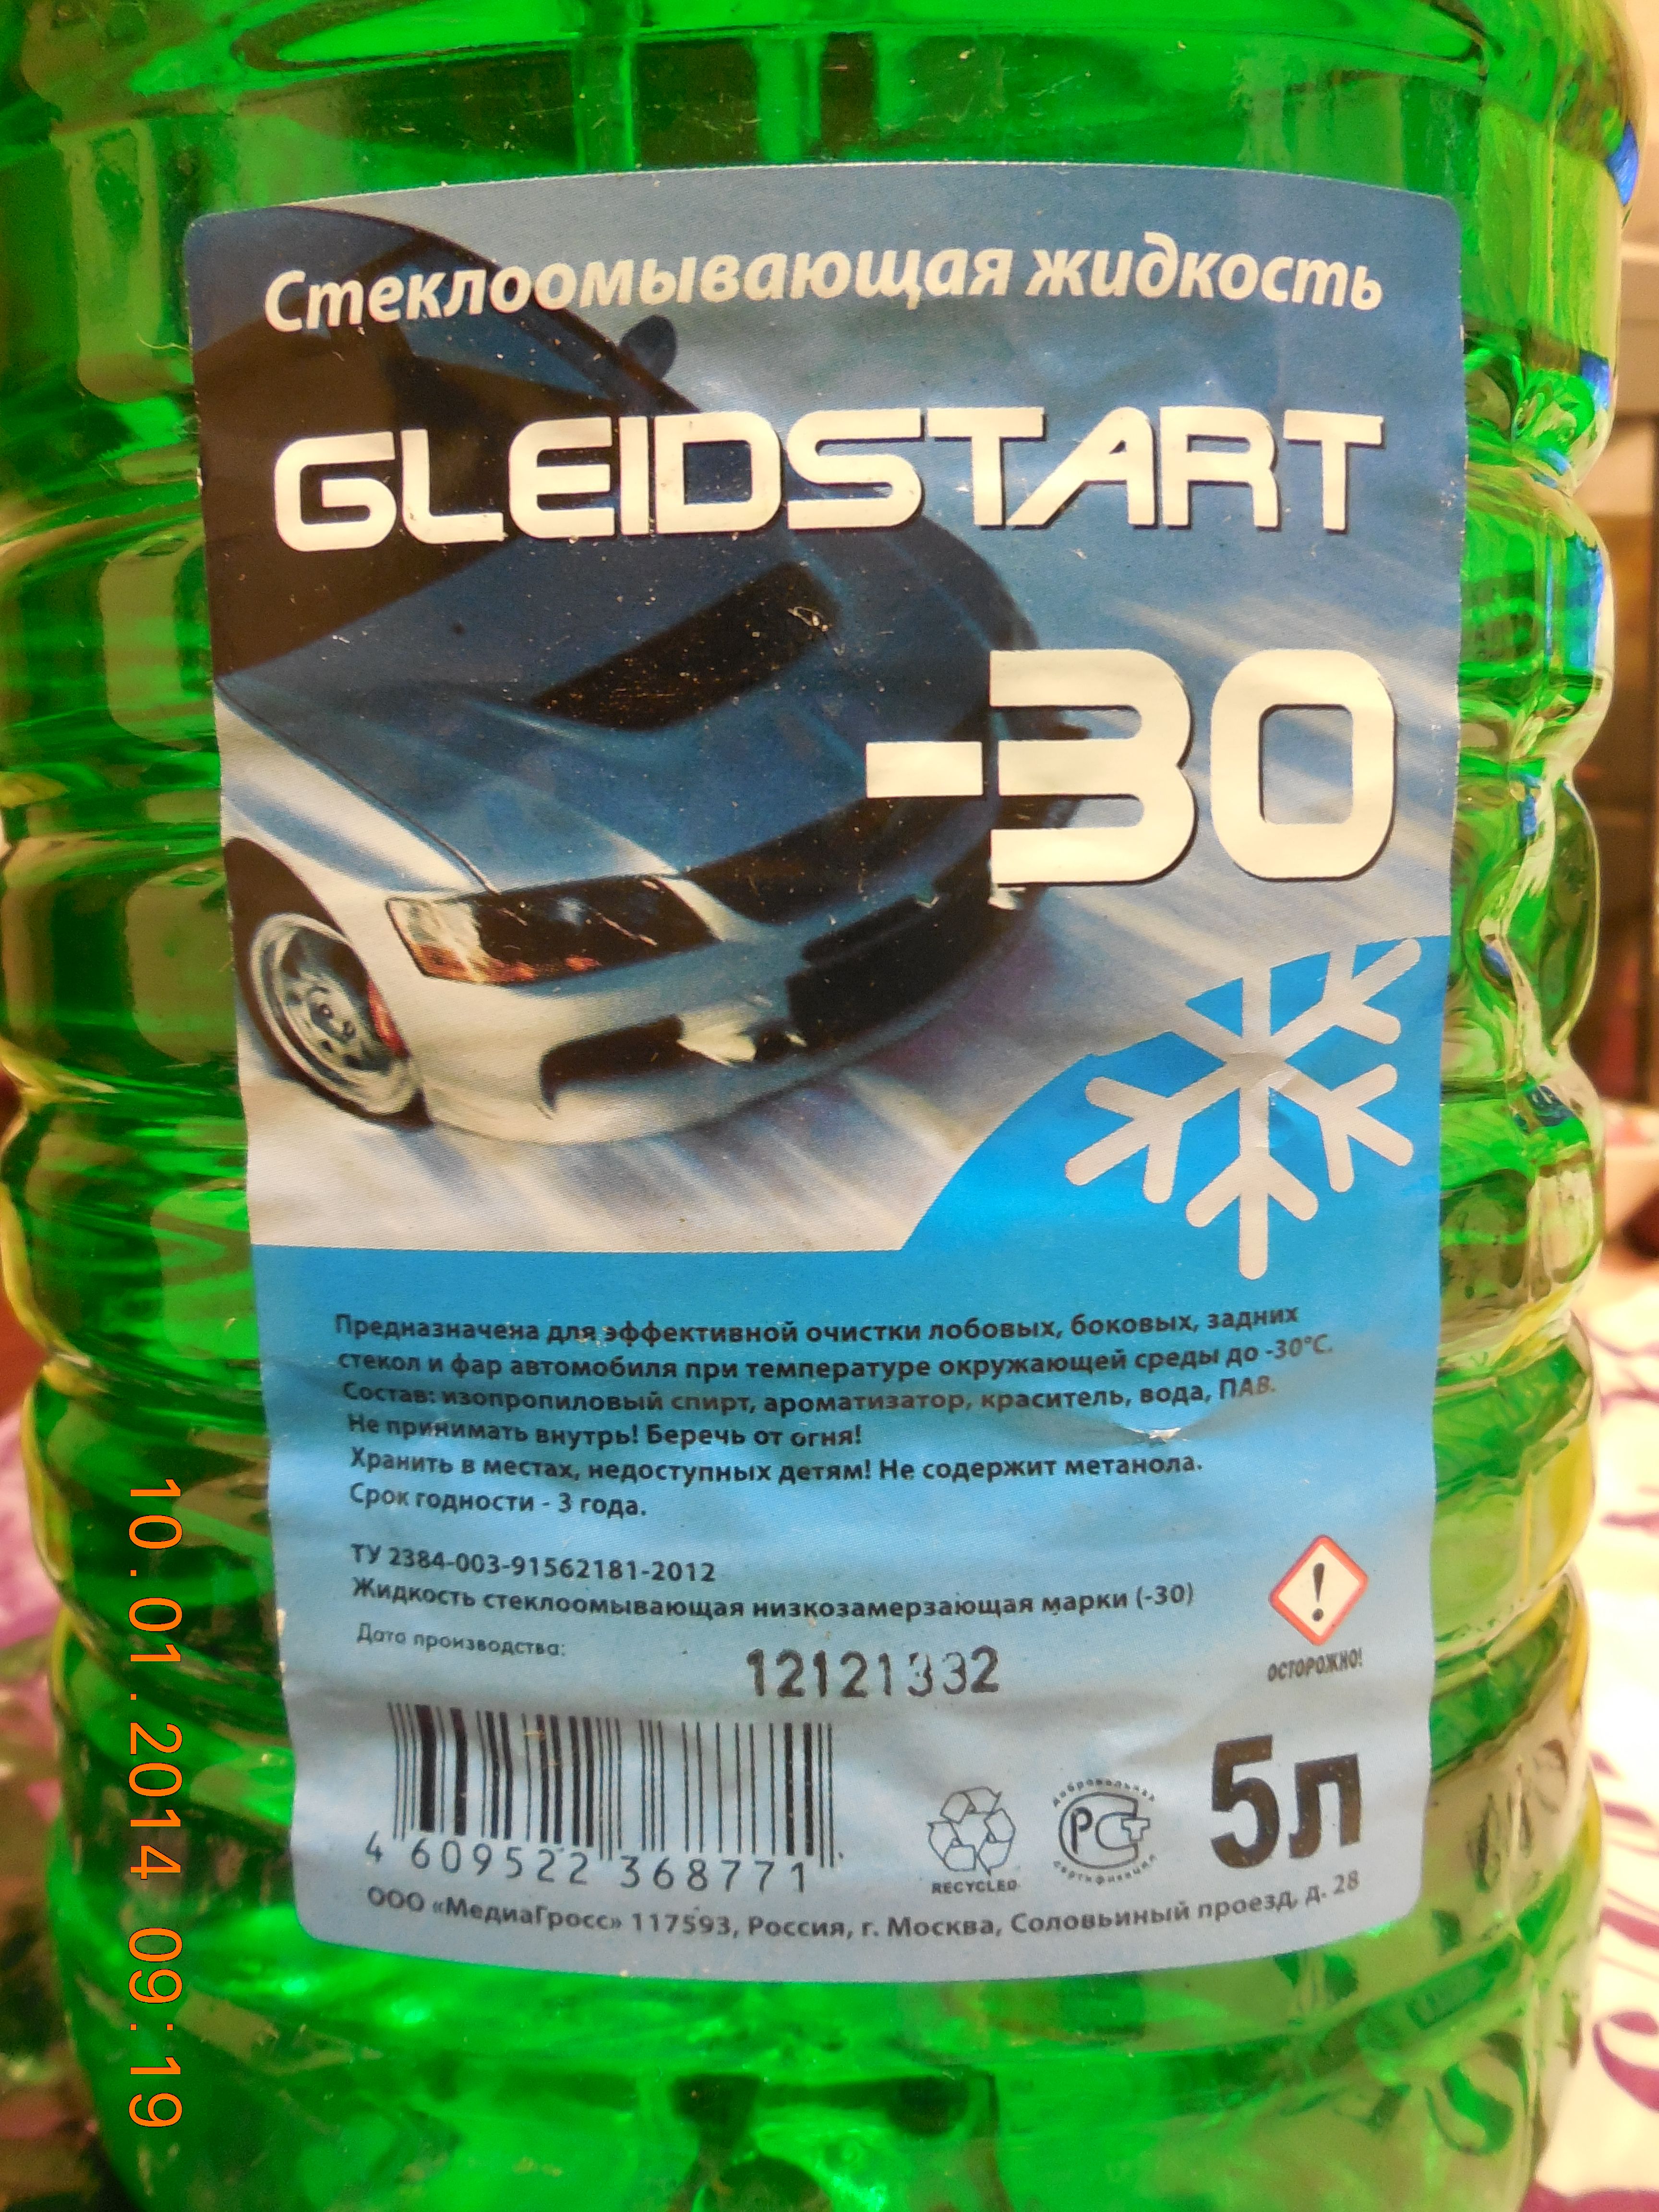 Стеклоомывающая жидкость
GLEIDSTART
-30
Предназначена для эффективной очистки лобовых, боковых, задних
стекол и фар автомобиля при температуре окружающей среды до -30°С.
Состав: изопропиловый спирт, ароматизатор, краситель, вода, ПАВ.
Не принимать внутрь! Беречь от огня!
Хранить в местах, недоступных детям! Не содержит метанола.
Срок годности - 3 года.
ТУ 2384-003-91562181-2012
Жидкость стеклоомывающая низкозамерзающая марки (-30)
Дата производства:
12121332
!
ОСТОРОЖНО!
4 609522 368771
RECYCLED
Добровольная
РСТ
сертификация
5л
ООО «МедиаГросс» 117593, Россия, г. Москва, Соловьиный проезд, д. 28
10.01.2014 09:19